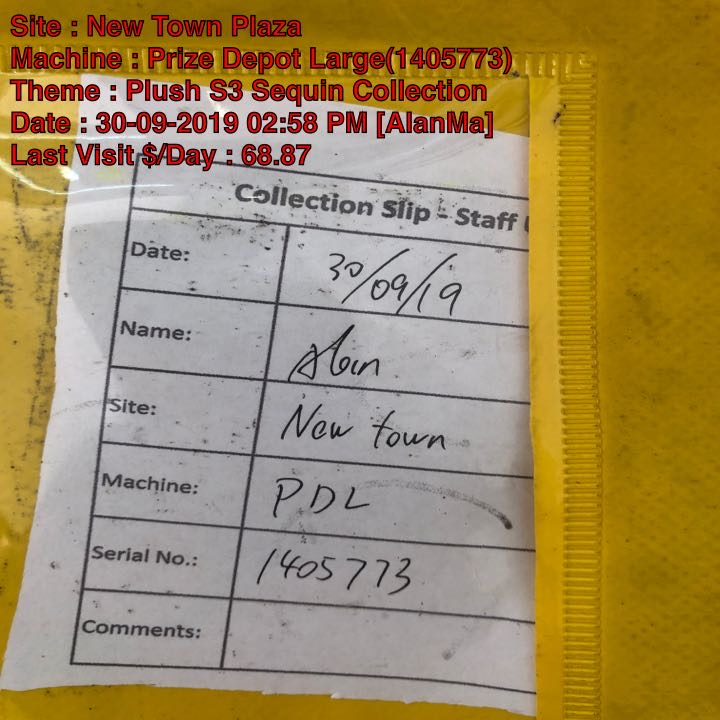 Site : New Town Plaza
Machine : Prize Depot Large(1405773)
Theme : Plush S3 Sequin Collection
Date : 30-09-2019 02:58 PM [AlanMa]
Last Visit $/Day : 68.87
Collection Slip - Staff
Date: 30/09/19
Name: Alan
Site: New town
Machine: PDL
Serial No.: 1405773
Comments: